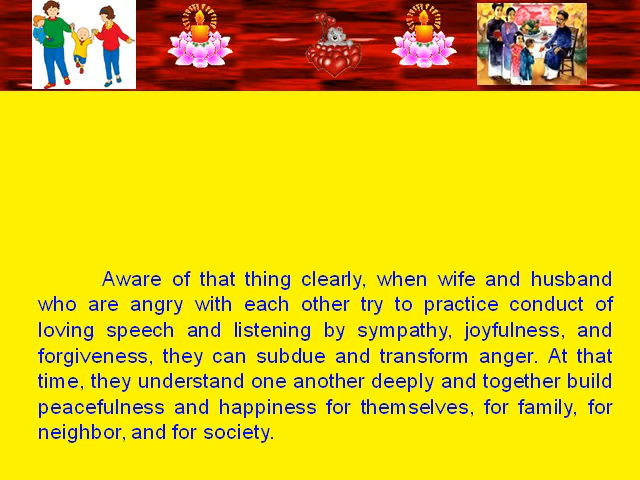 Aware of that thing clearly, when wife and husband
who are angry with each other try to practice conduct of
loving speech and listening by sympathy, joyfulness, and
forgiveness, they can subdue and transform anger. At that
time, they understand one another deeply and together build
peacefulness and happiness for themselves, for family, for
neighbor, and for society.